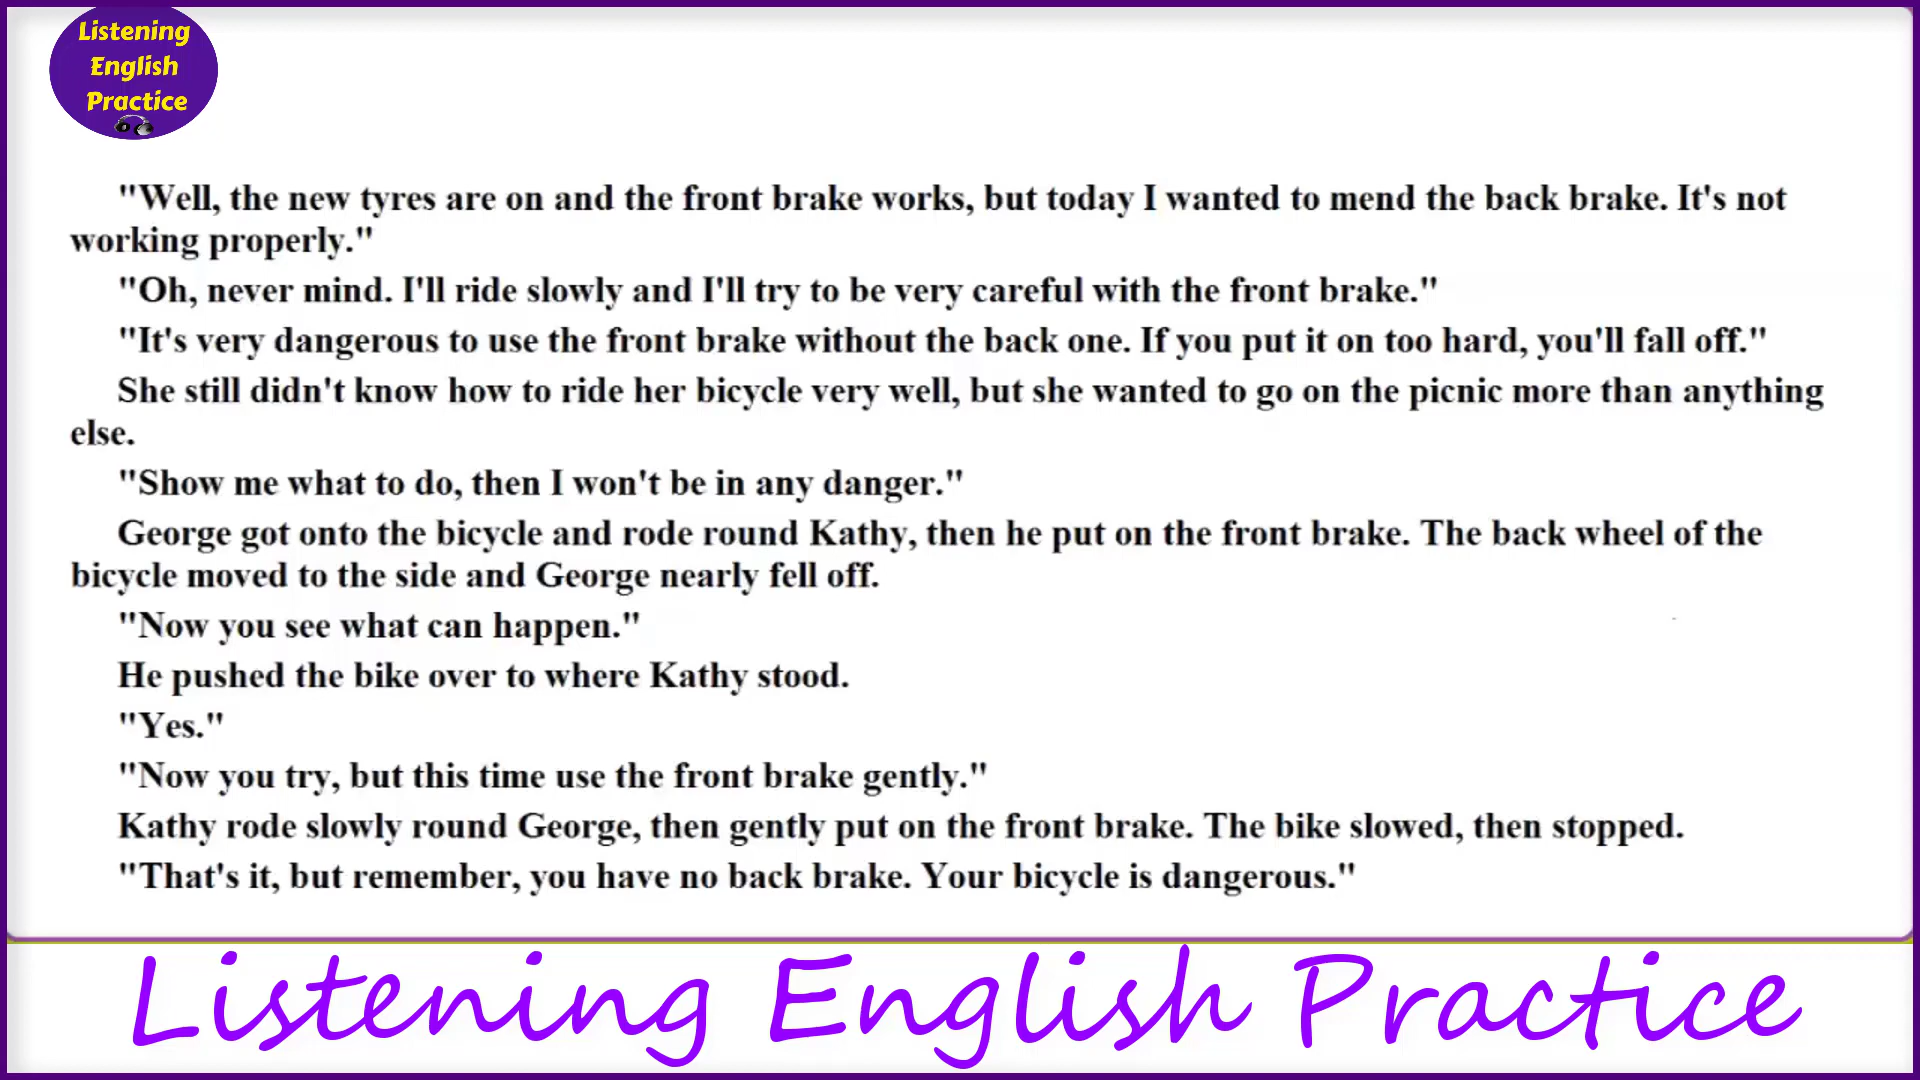 Listening
English
Practice
"Well, the new tyres are on and the front brake works, but today I wanted to mend the back brake. It's not
working properly."
"Oh, never mind. I'll ride slowly and I'll try to be very careful with the front brake."
"It's very dangerous to use the front brake without the back one. If you put it on too hard, you'll fall off."
She still didn't know how to ride her bicycle very well, but she wanted to go on the picnic more than anything
else.
"Show me what to do, then I won't be in any danger."
George got onto the bicycle and rode round Kathy, then he put on the front brake. The back wheel of the
bicycle moved to the side and George nearly fell off.
"Now you see what can happen."
He pushed the bike over to where Kathy stood.
"Yes."
"Now you try, but this time use the front brake gently."
Kathy rode slowly round George, then gently put on the front brake. The bike slowed, then stopped.
"That's it, but remember, you have no back brake. Your bicycle is dangerous."
Listening English Practice